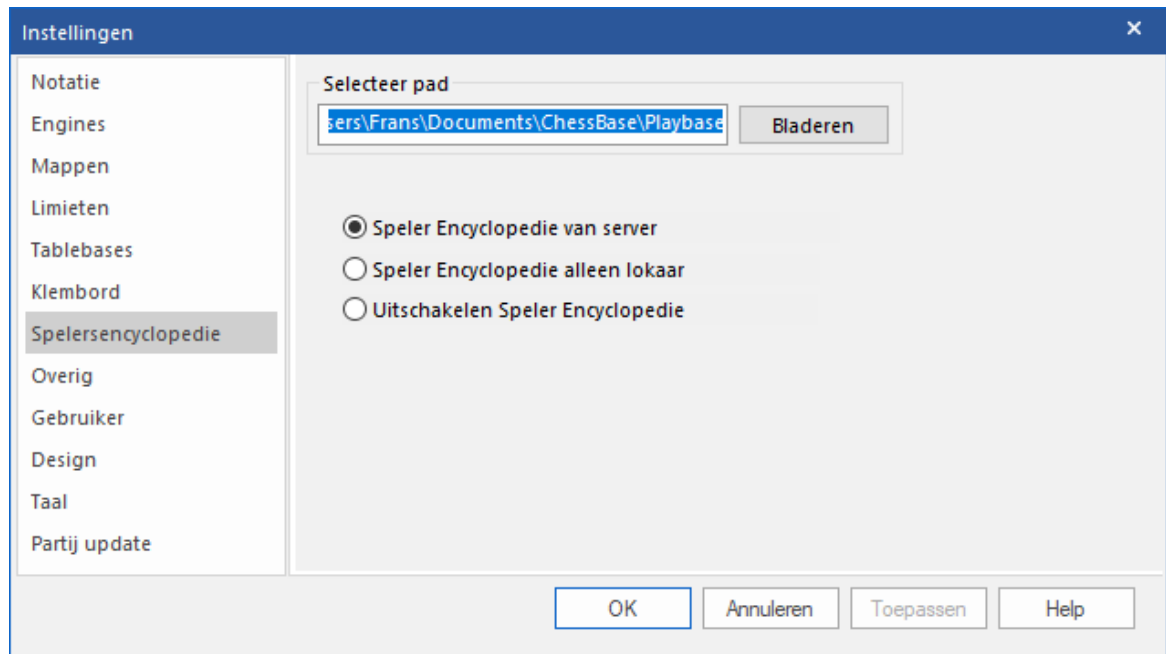 Instellingen
Notatie
Engines
Mappen
Limieten
Tablebases
Klembord
Spelersencyclopedie
Overig
Gebruiker
Design
Taal
Partij update
Selecteer pad
sers\Frans\Documents\ChessBase\Playbase
Bladeren
Speler Encyclopedie van server
Speler Encyclopedie alleen lokaar
Uitschakelen Speler Encyclopedie
OK
Annuleren
Toepassen
Help